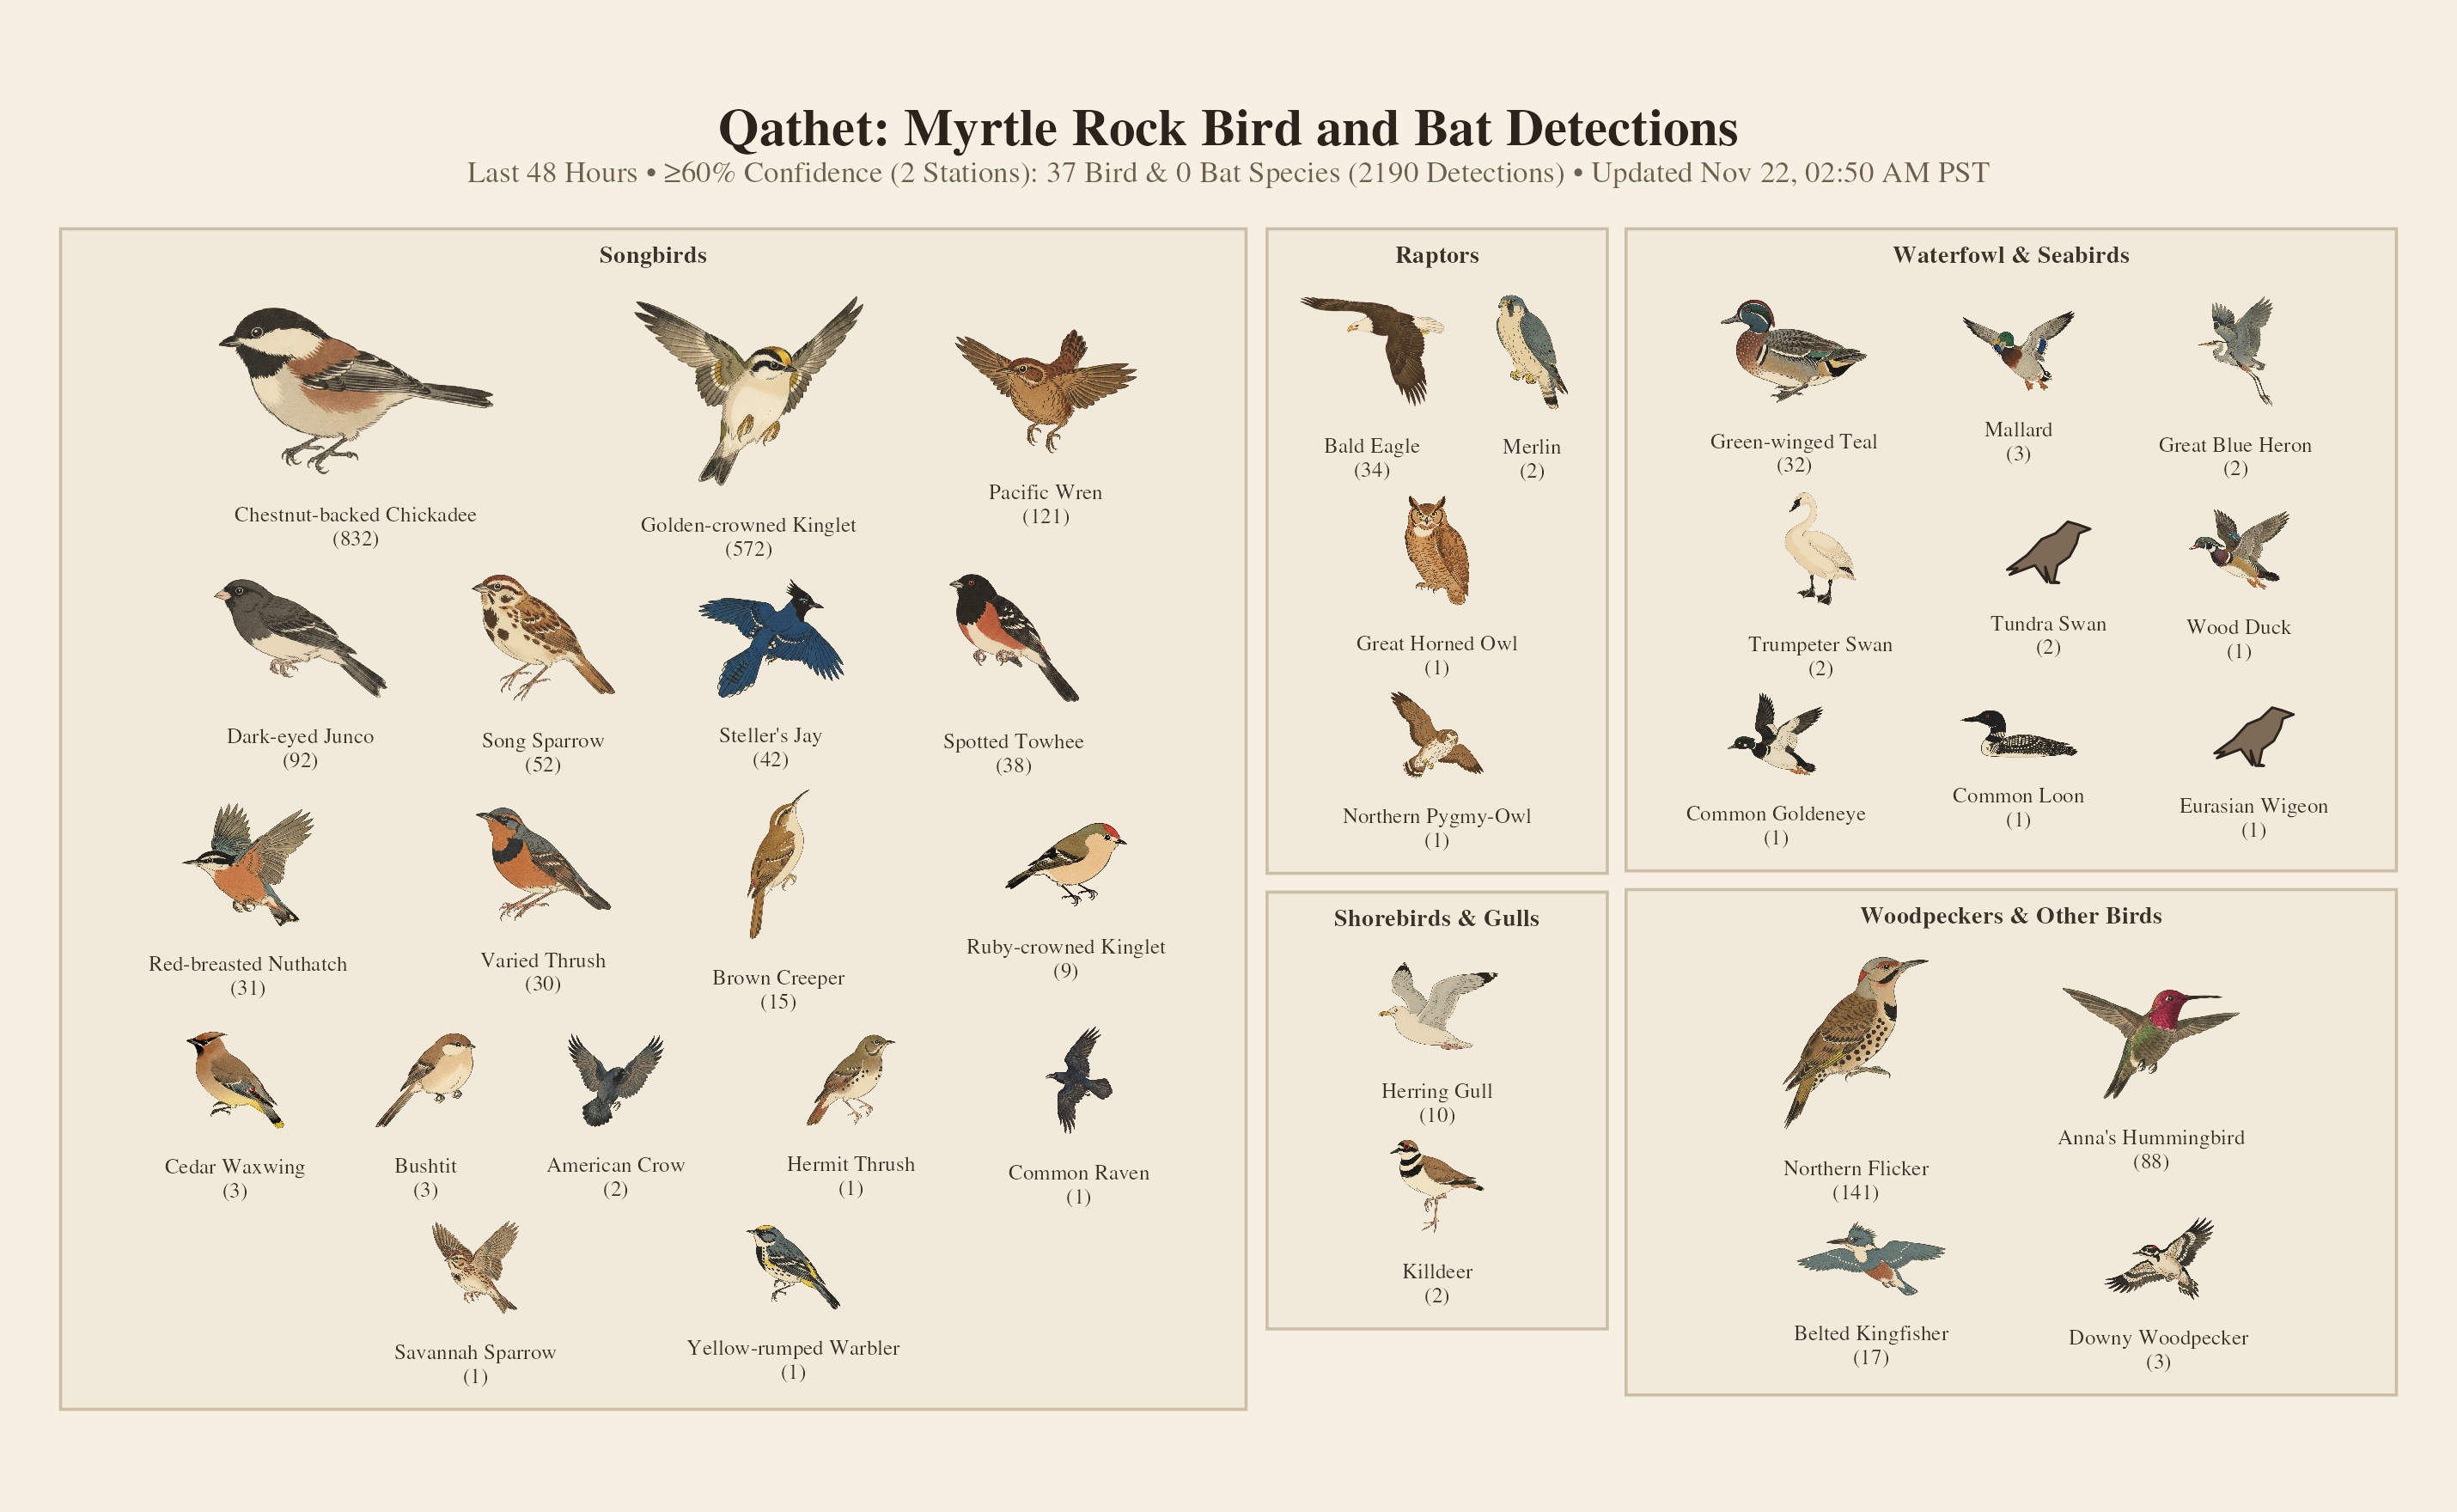 Qathet: Myrtle Rock Bird and Bat Detections
Last 48 Hours • ≥60% Confidence (2 Stations): 37 Bird & 0 Bat Species (2190 Detections) • Updated Nov 22, 02:50 AM PST
Songbirds
Chestnut-backed Chickadee
(832)
Golden-crowned Kinglet
(572)
Pacific Wren
(121)
Dark-eyed Junco
(92)
Song Sparrow
(52)
Steller's Jay
(42)
Spotted Towhee
(38)
Red-breasted Nuthatch
(31)
Varied Thrush
(30)
Brown Creeper
(15)
Ruby-crowned Kinglet
(9)
Cedar Waxwing
(3)
Bushtit
(3)
American Crow
(2)
Hermit Thrush
(1)
Common Raven
(1)
Savannah Sparrow
(1)
Yellow-rumped Warbler
(1)
Raptors
Bald Eagle
(34)
Merlin
(2)
Great Horned Owl
(1)
Northern Pygmy-Owl
(1)
Shorebirds & Gulls
Herring Gull
(10)
Killdeer
(2)
Waterfowl & Seabirds
Green-winged Teal
(32)
Mallard
(3)
Great Blue Heron
(2)
Trumpeter Swan
(2)
Tundra Swan
(2)
Wood Duck
(1)
Common Goldeneye
(1)
Common Loon
(1)
Eurasian Wigeon
(1)
Woodpeckers & Other Birds
Northern Flicker
(141)
Anna's Hummingbird
(88)
Belted Kingfisher
(17)
Downy Woodpecker
(3)